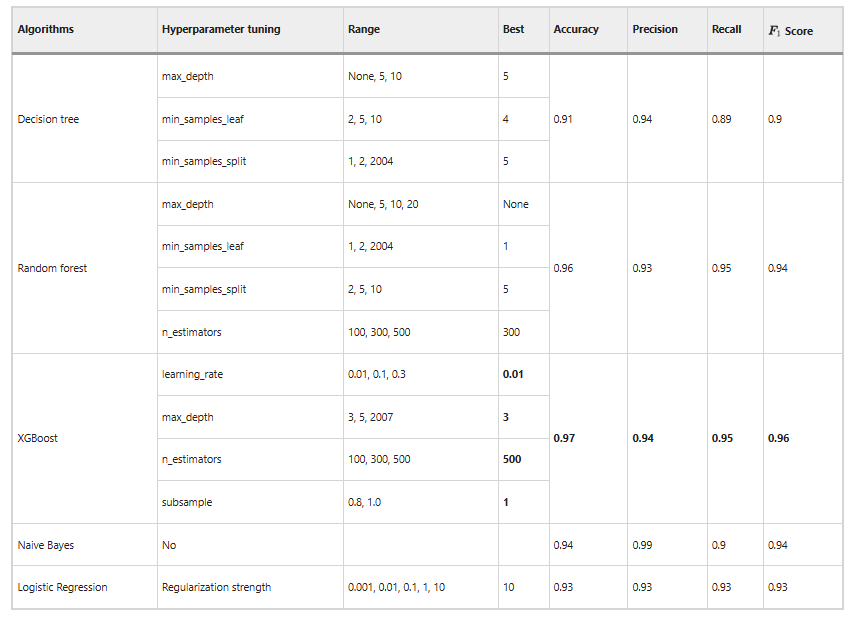 Algorithms Hyperparameter tuning Range Best Accuracy Precision Recall F1 Score
max_depth None, 5, 10 5
Decision tree min_samples_leaf 2, 5, 10 4 0.91 0.94 0.89 0.9
min_samples_split 1, 2, 2004 5
max_depth None, 5, 10, 20 None
min_samples_leaf 1, 2, 2004 1
Random forest 0.96 0.93 0.95 0.94
min_samples_split 2, 5, 10 5
n_estimators 100, 300, 500 300
learning_rate 0.01, 0.1, 0.3 0.01
max_depth 3, 5, 2007 3
XGBoost 0.97 0.94 0.95 0.96
n_estimators 100, 300, 500 500
subsample 0.8, 1.0 1
Naive Bayes No 0.94 0.99 0.9 0.94
Logistic Regression Regularization strength 0.001, 0.01, 0.1, 1, 10 10 0.93 0.93 0.93 0.93